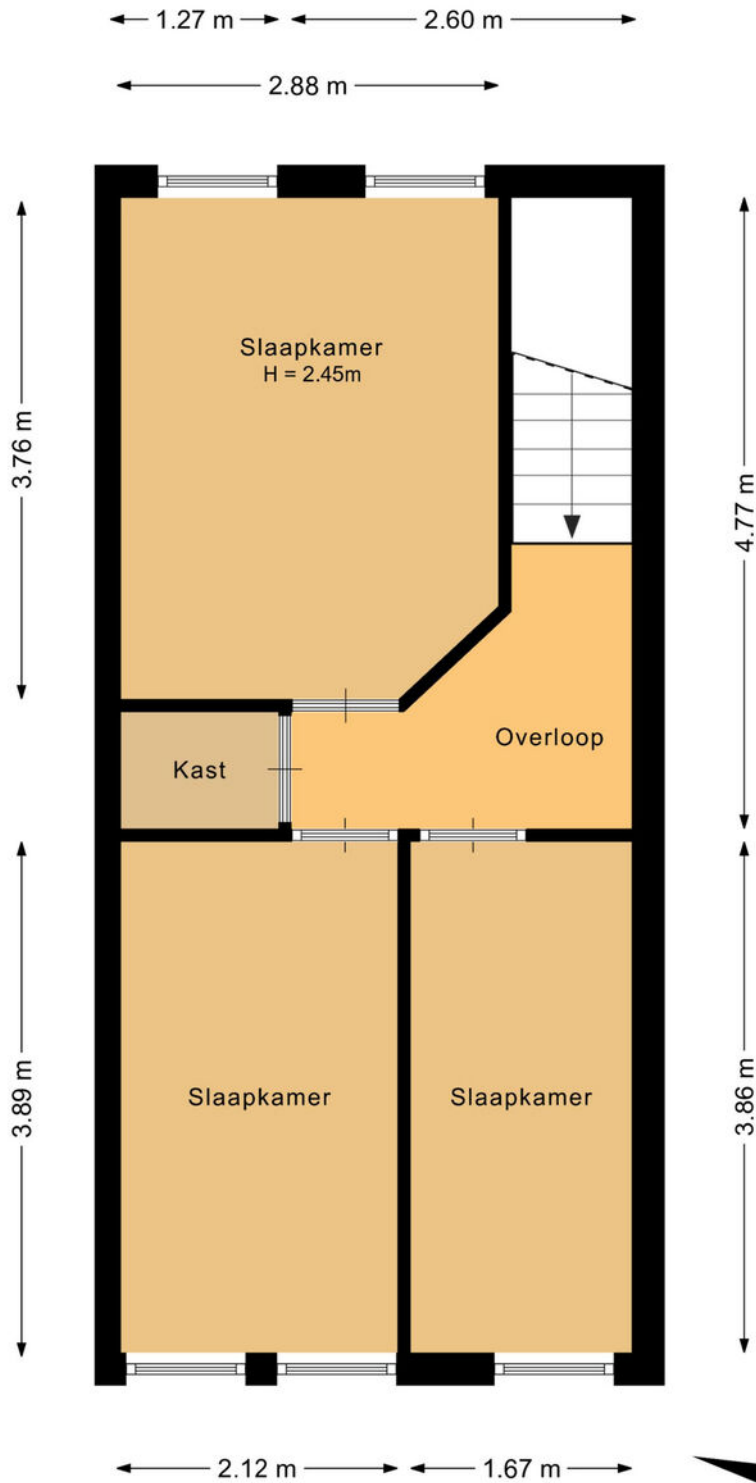 1.27 m
2.60 m
2.88 m
Slaapkamer
H = 2.45m
3.76 m
4.77 m
Overloop
Kast
Slaapkamer
Slaapkamer
3.89 m
3.86 m
2.12 m
1.67 m